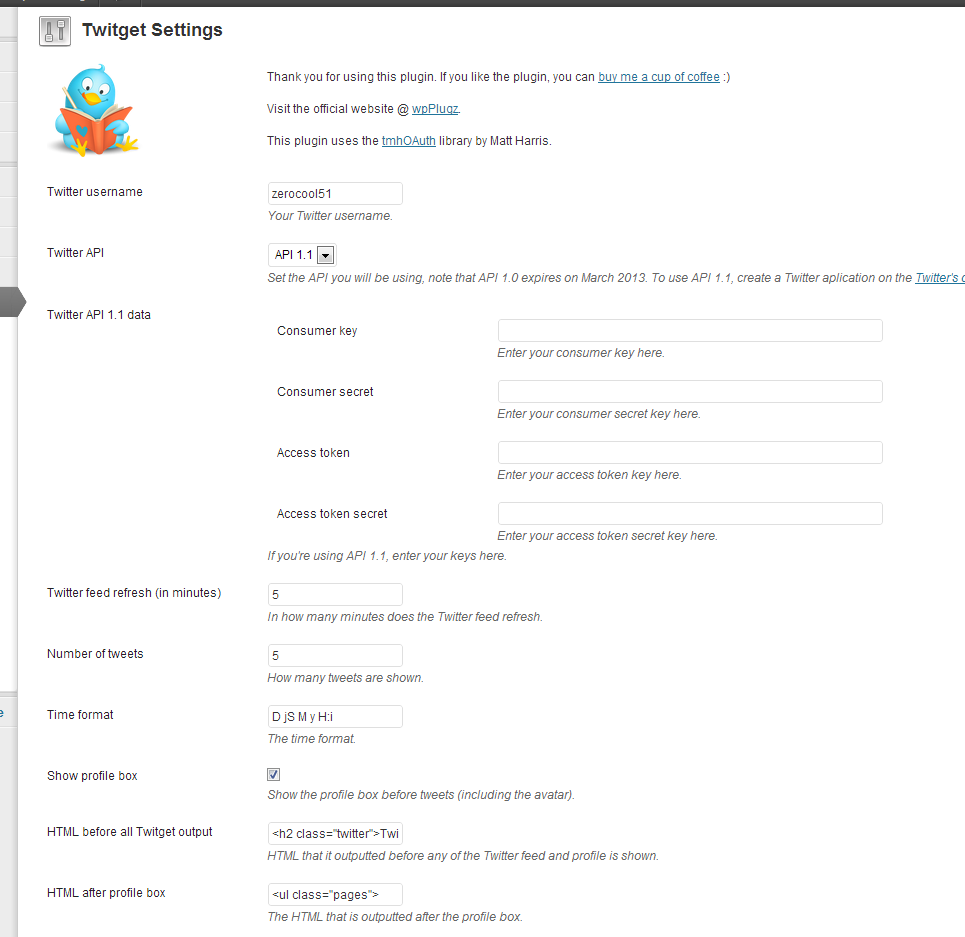 Twitget Settings
Thank you for using this plugin. If you like the plugin, you can buy me a cup of coffee :)
Visit the official website @ wpPlugz.
This plugin uses the tmhOAuth library by Matt Harris.
Twitter username
zerocool51
Your Twitter username.
Twitter API
API 1.1
Set the API you will be using, note that API 1.0 expires on March 2013. To use API 1.1, create a Twitter aplication on the Twitter's
Twitter API 1.1 data
Consumer key
Enter your consumer key here.
Consumer secret
Enter your consumer secret key here.
Access token
Enter your access token key here.
Access token secret
Enter your access token secret key here.
If you're using API 1.1, enter your keys here.
Twitter feed refresh (in minutes)
5
In how many minutes does the Twitter feed refresh.
Number of tweets
5
How many tweets are shown.
Time format
D jS M y H:i
The time format.
Show profile box
Show the profile box before tweets (including the avatar).
HTML before all Twitget output
<h2 class="twitter">Twi
HTML that it outputted before any of the Twitter feed and profile is shown.
HTML after profile box
<ul class="pages">
The HTML that is outputted after the profile box.